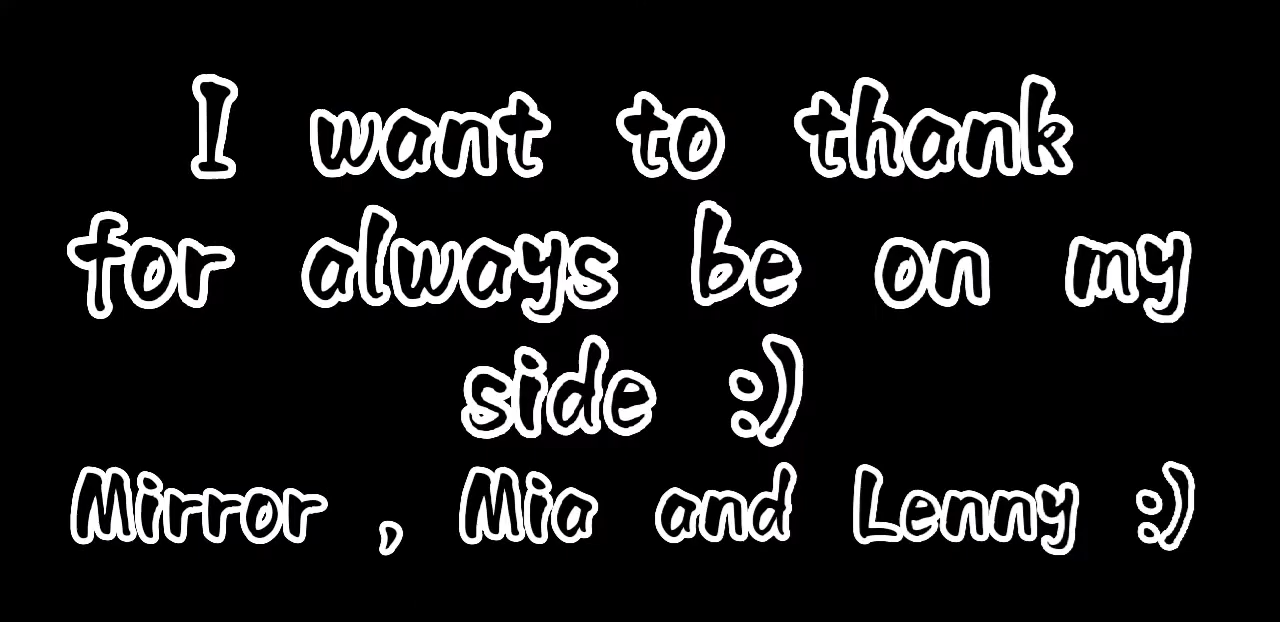 I want to thank
for always be on my
side :)
Mirror , Mia and Lenny :)